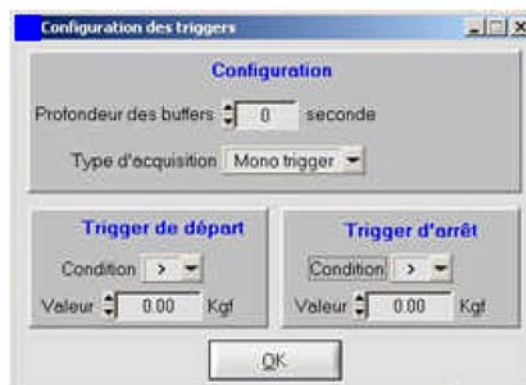 Configuration des triggers
Configuration
Profondeur des buffers 0 seconde
Type d'acquisition Mono trigger
Trigger de départ
Condition >
Valeur 0.00 Kgf
Trigger d'arrêt
Condition >
Valeur 0.00 Kgf
OK